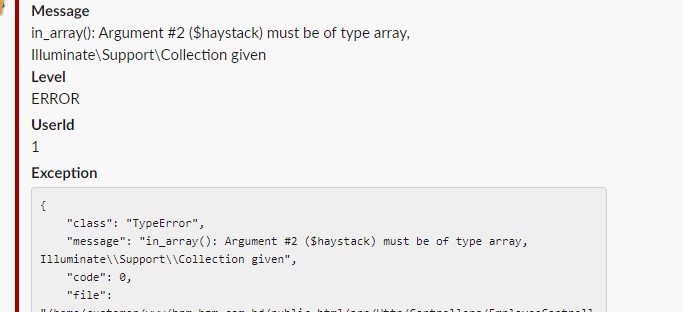 Message
in_array(): Argument #2 ($haystack) must be of type array,
Illuminate\Support\Collection given
Level
ERROR
UserId
1
Exception
{
"class": "TypeError",
"message": "in_array(): Argument #2 ($haystack) must be of type array,
Illuminate\\Support\\Collection given",
"code": 0,
"file":